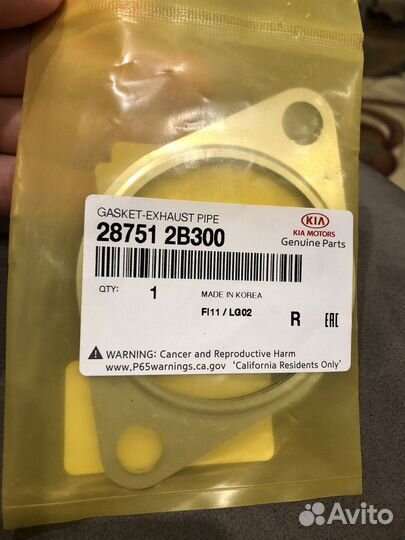 GASKET-EXHAUST PIPE
28751 2B300
KIA
KIA MOTORS
Genuine Parts
QTY: 1
MADE IN KOREA
FI11 / LG02
R EAC
WARNING: Cancer and Reproductive Harm
www.P65warnings.ca.gov 'California Residents Only'
Avito